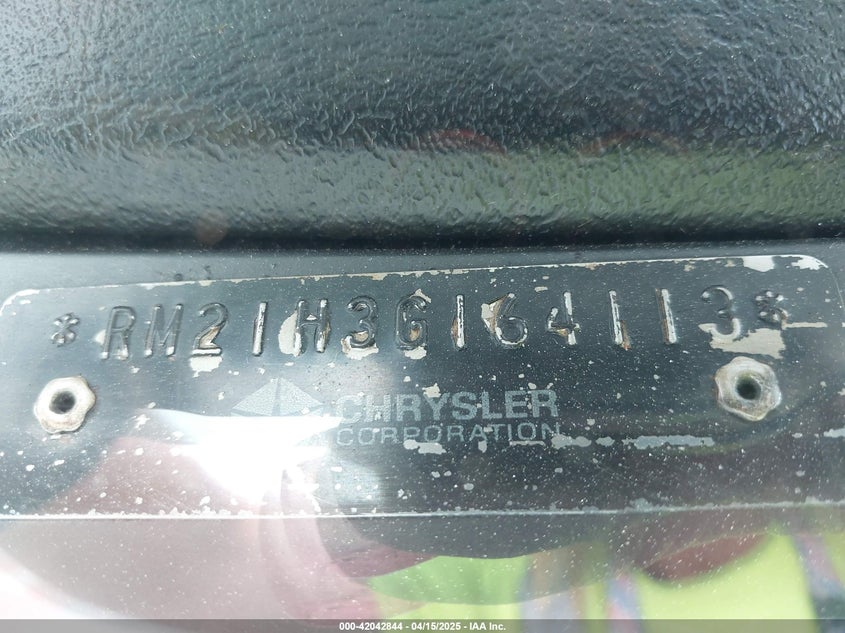 *RM21H3G164113*
CHRYSLER
CORPORATION
000-42042844 - 04/15/2025 - IAA Inc.